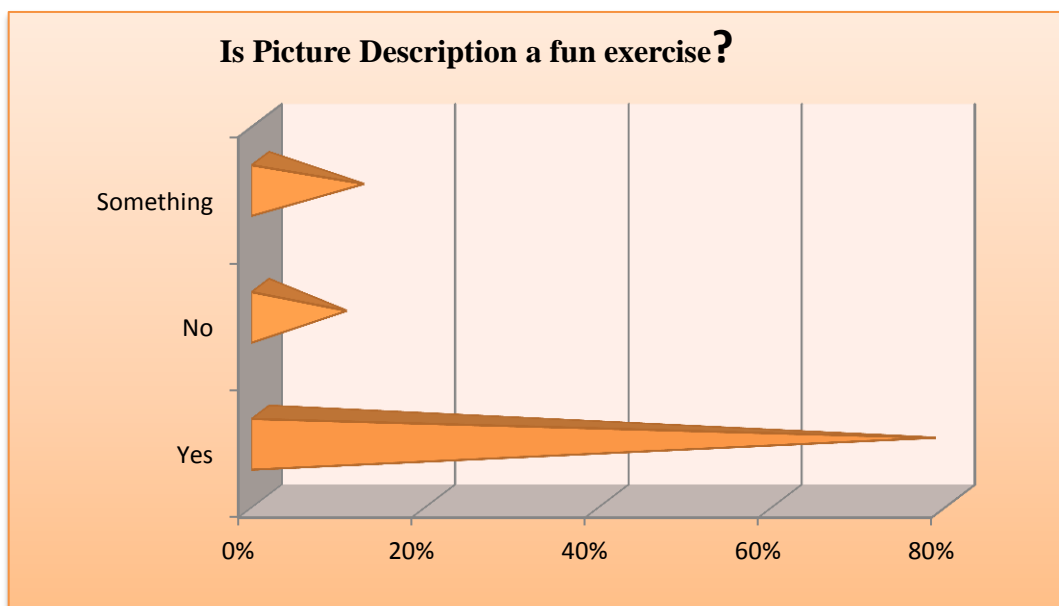 Is Picture Description a fun exercise?
Something
No
Yes
0% 20% 40% 60% 80%